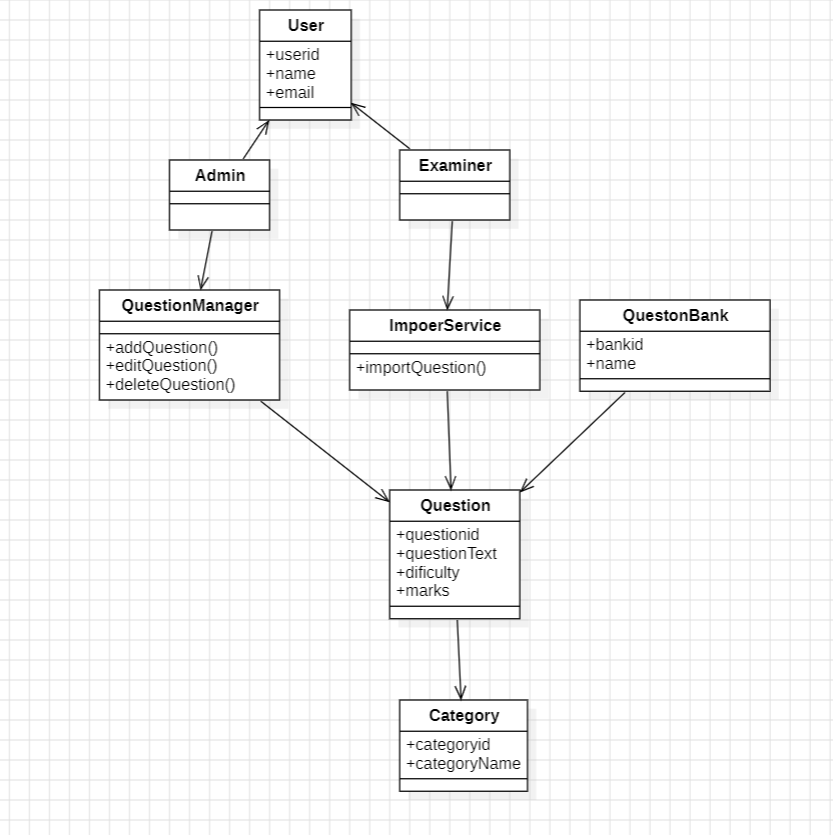 User
+userid
+name
+email
Admin
Examiner
QuestionManager
+addQuestion()
+editQuestion()
+deleteQuestion()
ImpoerService
+importQuestion()
QuestonBank
+bankid
+name
Question
+questionid
+questionText
+dificulty
+marks
Category
+categoryid
+categoryName